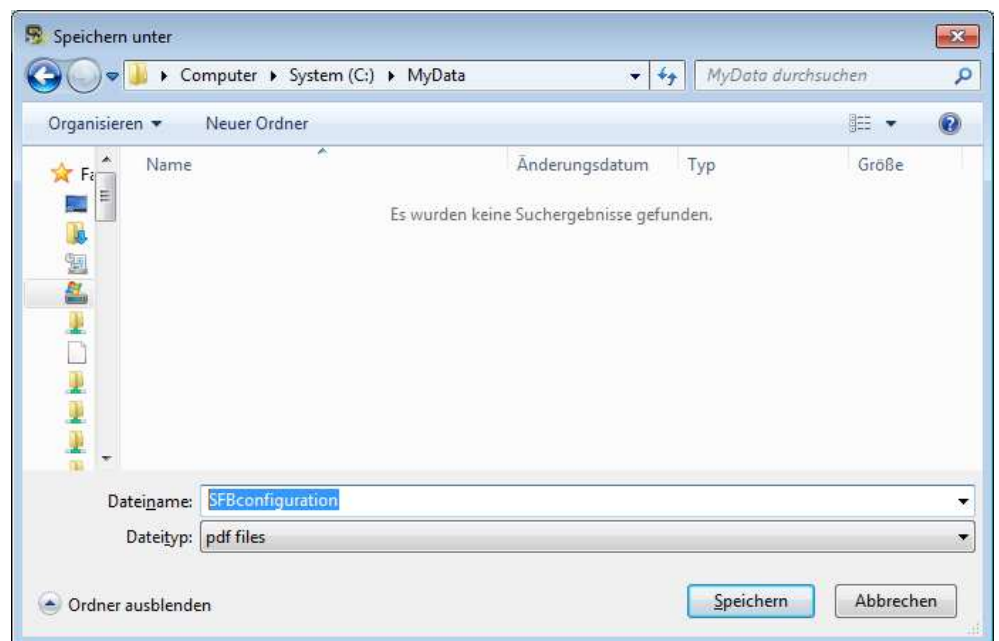 Speichern unter
Computer System (C:) MyData MyData durchsuchen
Organisieren Neuer Ordner
Fa Name Änderungsdatum Typ Größe
Es wurden keine Suchergebnisse gefunden.
Dateiname: SFBconfiguration
Dateityp: pdf files
Ordner ausblenden Speichern Abbrechen